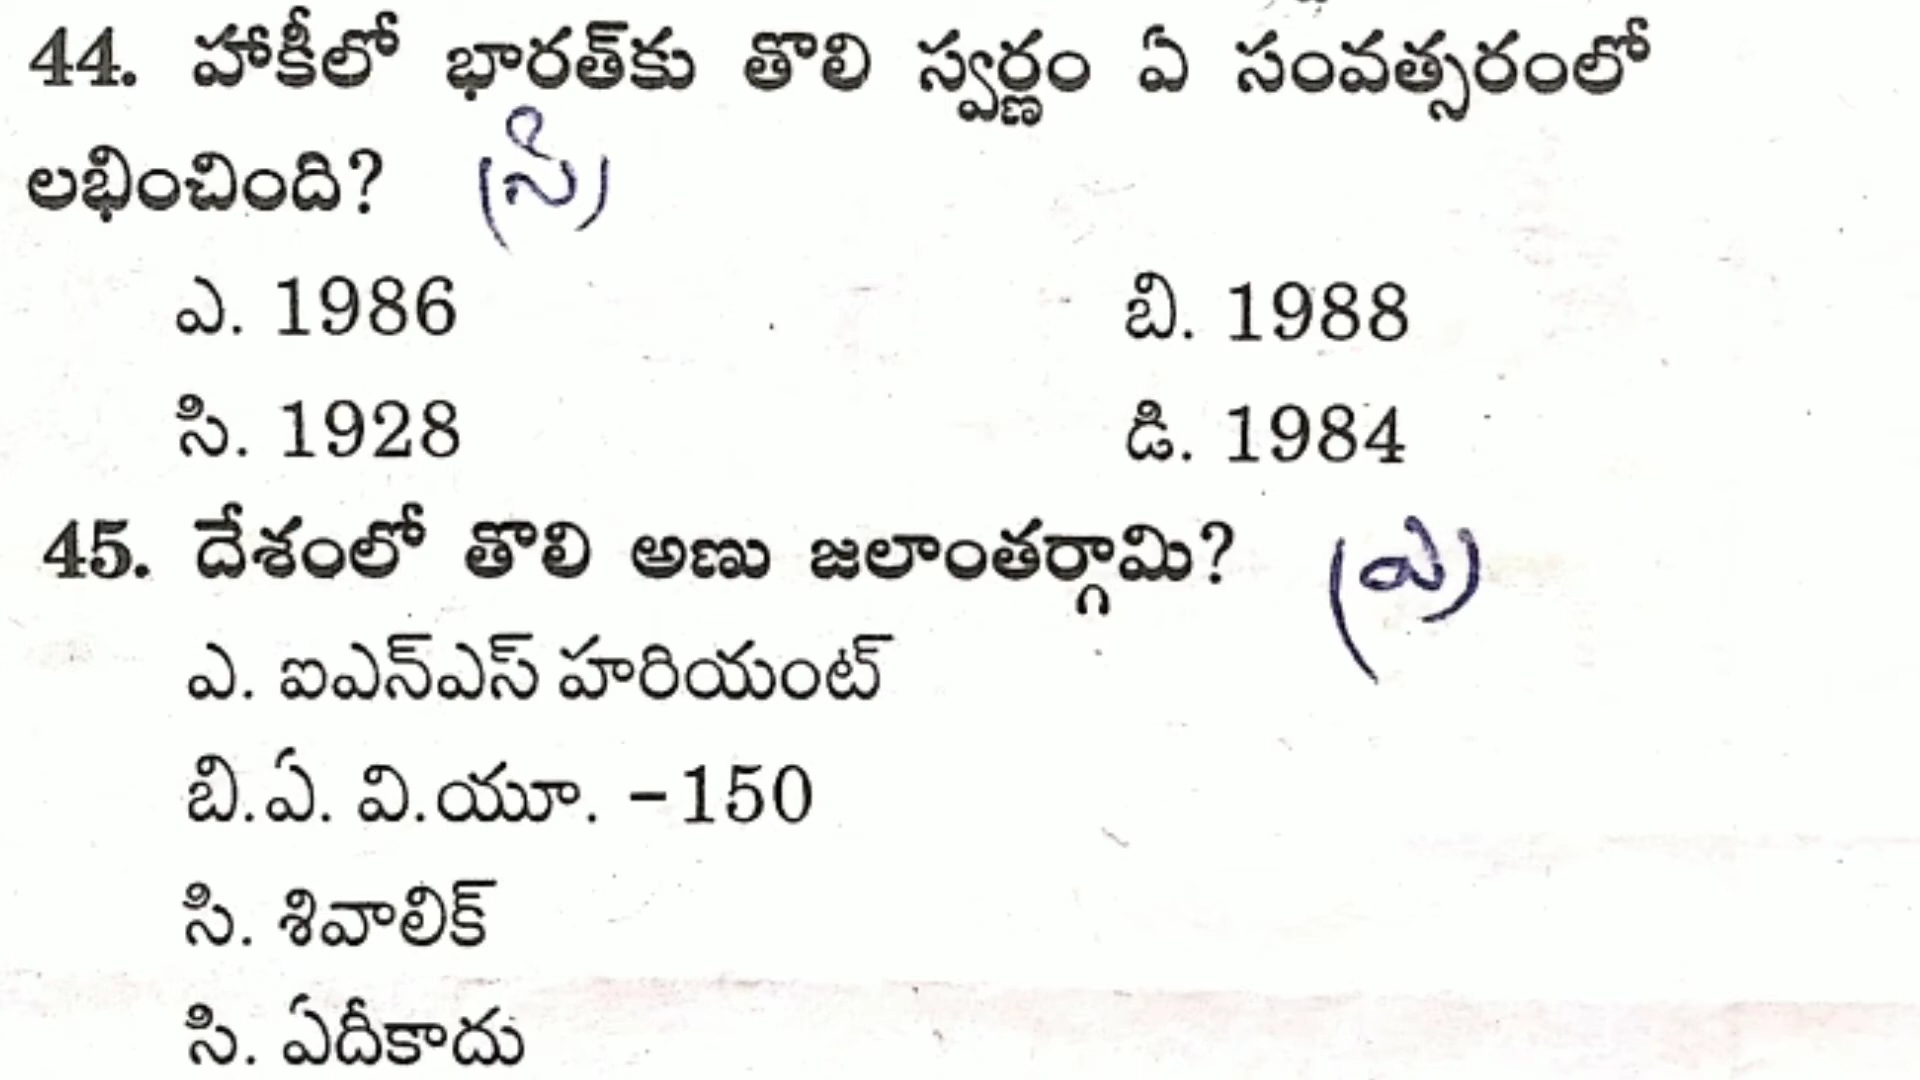 44. హాకీలో భారత్‌కు తొలి స్వర్ణం ఏ సంవత్సరంలో
లభించింది? (సి)
ఎ. 1986 బి. 1988
సి. 1928 డి. 1984
45. దేశంలో తొలి అణు జలాంతర్గామి? (ఎ)
ఎ. ఐఎన్ఎస్ హరియంట్
బి.ఏ. వి.యూ. -150
సి. శివాలిక్
సి. ఏదీకాదు